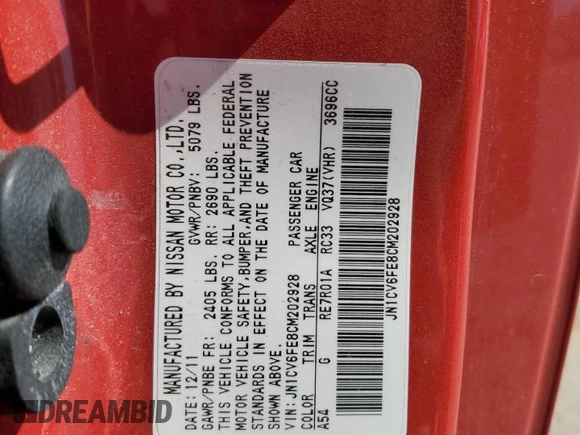 MANUFACTURED BY NISSAN MOTOR CO.,LTD.
DATE: 12/11 GVWR/PNBV: 5079 LBS.
GAWR/PNBE FR: 2405 LBS. RR: 2690 LBS.
THIS VEHICLE CONFORMS TO ALL APPLICABLE FEDERAL
MOTOR VEHICLE SAFETY,BUMPER,AND THEFT PREVENTION
STANDARDS IN EFFECT ON THE DATE OF MANUFACTURE
SHOWN ABOVE.
VIN: JN1CV6FE8CM202928 PASSENGER CAR
COLOR TRIM TRANS AXLE ENGINE
A54 G RE7R01A RC33 VQ37(VHR) 3696CC
JN1CV6FE8CM202928
DREAMBID